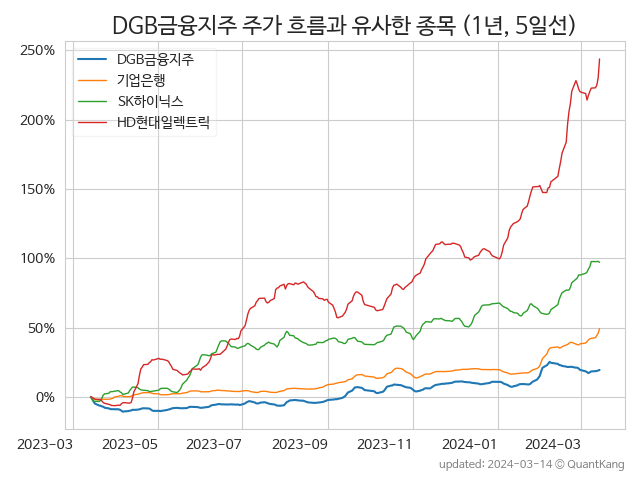 DGB금융지주 주가 흐름과 유사한 종목 (1년, 5일선)
250%
200%
150%
100%
50%
0%
DGB금융지주
기업은행
SK하이닉스
HD현대일렉트릭
2023-03 2023-05 2023-07 2023-09 2023-11 2024-01 2024-03
updated: 2024-03-14 © QuantKang